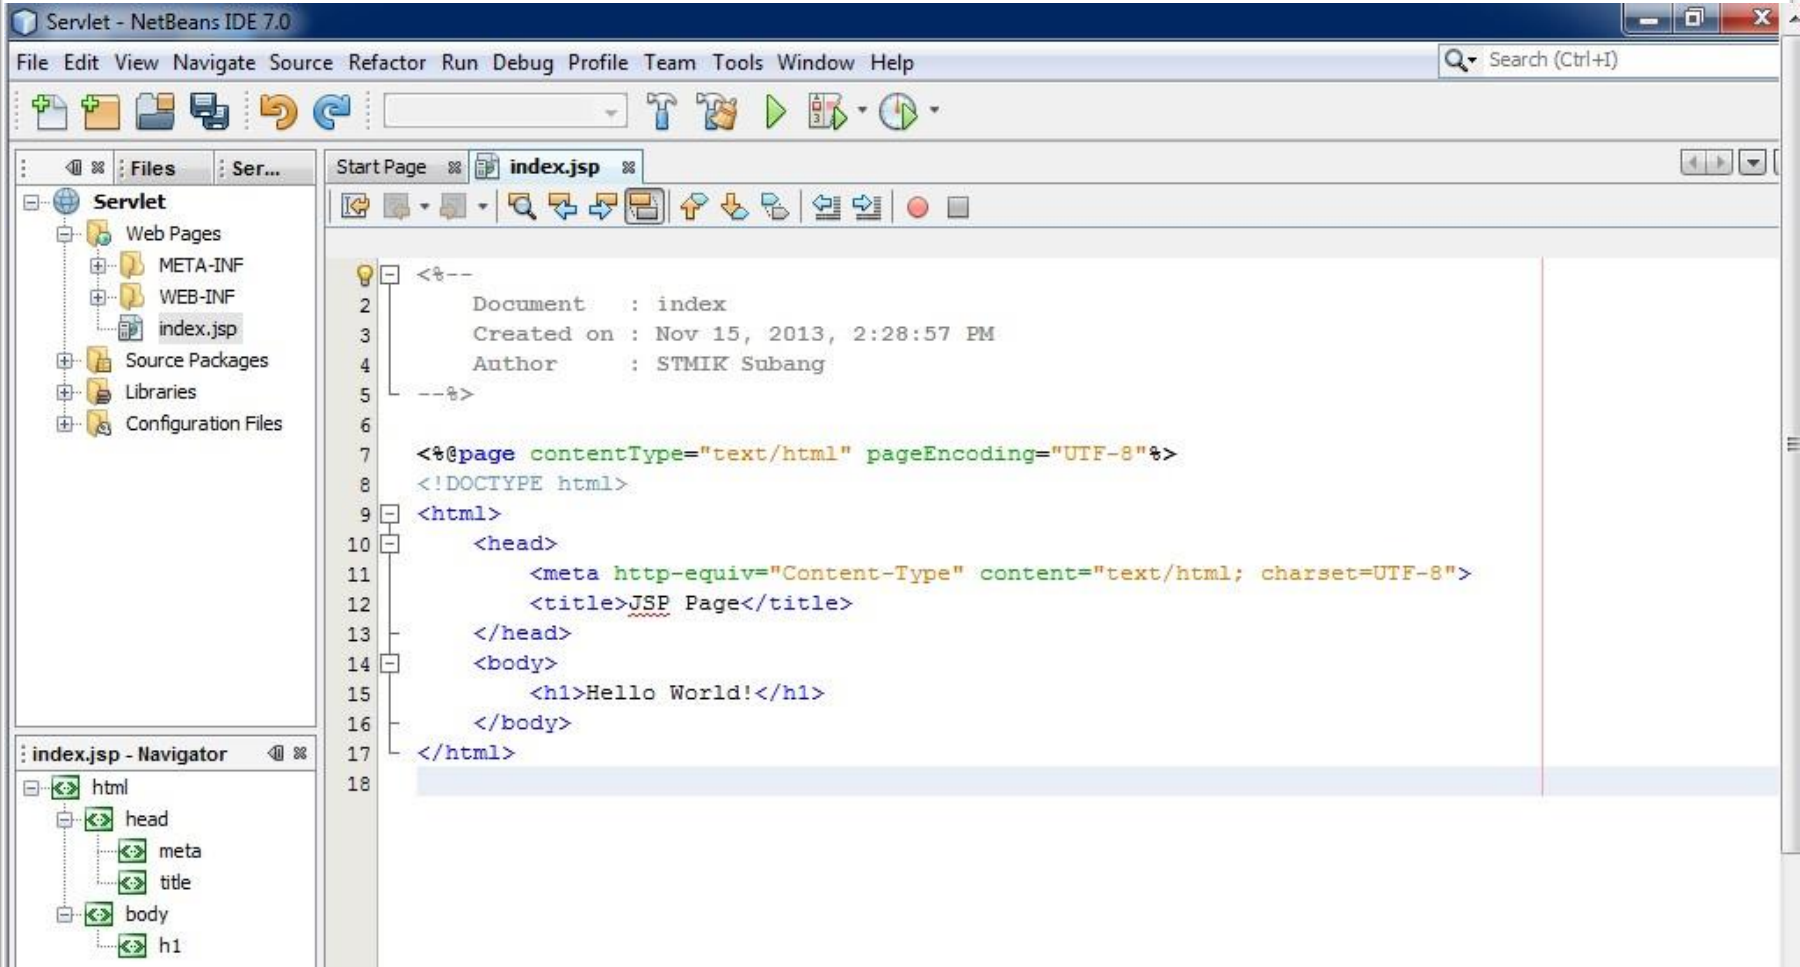 Servlet - NetBeans IDE 7.0
File Edit View Navigate Source Refactor Run Debug Profile Team Tools Window Help
Search (Ctrl+I)
Files Ser...
Servlet
Web Pages
META-INF
WEB-INF
index.jsp
Source Packages
Libraries
Configuration Files
index.jsp - Navigator
html
head
meta
title
body
h1
Start Page index.jsp
<%--
2 Document : index
3 Created on : Nov 15, 2013, 2:28:57 PM
4 Author : STMIK Subang
5 --%>
6
7 <%@page contentType="text/html" pageEncoding="UTF-8"%>
8 <!DOCTYPE html>
9 <html>
10 <head>
11 <meta http-equiv="Content-Type" content="text/html; charset=UTF-8">
12 <title>JSP Page</title>
13 </head>
14 <body>
15 <h1>Hello World!</h1>
16 </body>
17 </html>
18